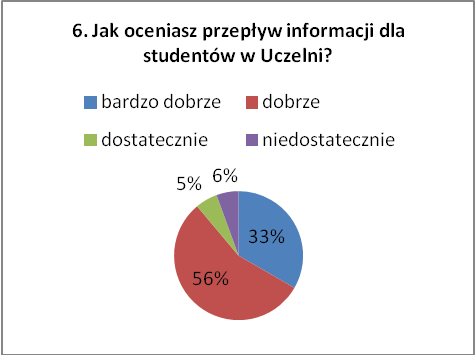 6. Jak oceniasz przepływ informacji dla
studentów w Uczelni?
bardzo dobrze dobrze
dostatecznie niedostatecznie
5% 6%
33%
56%